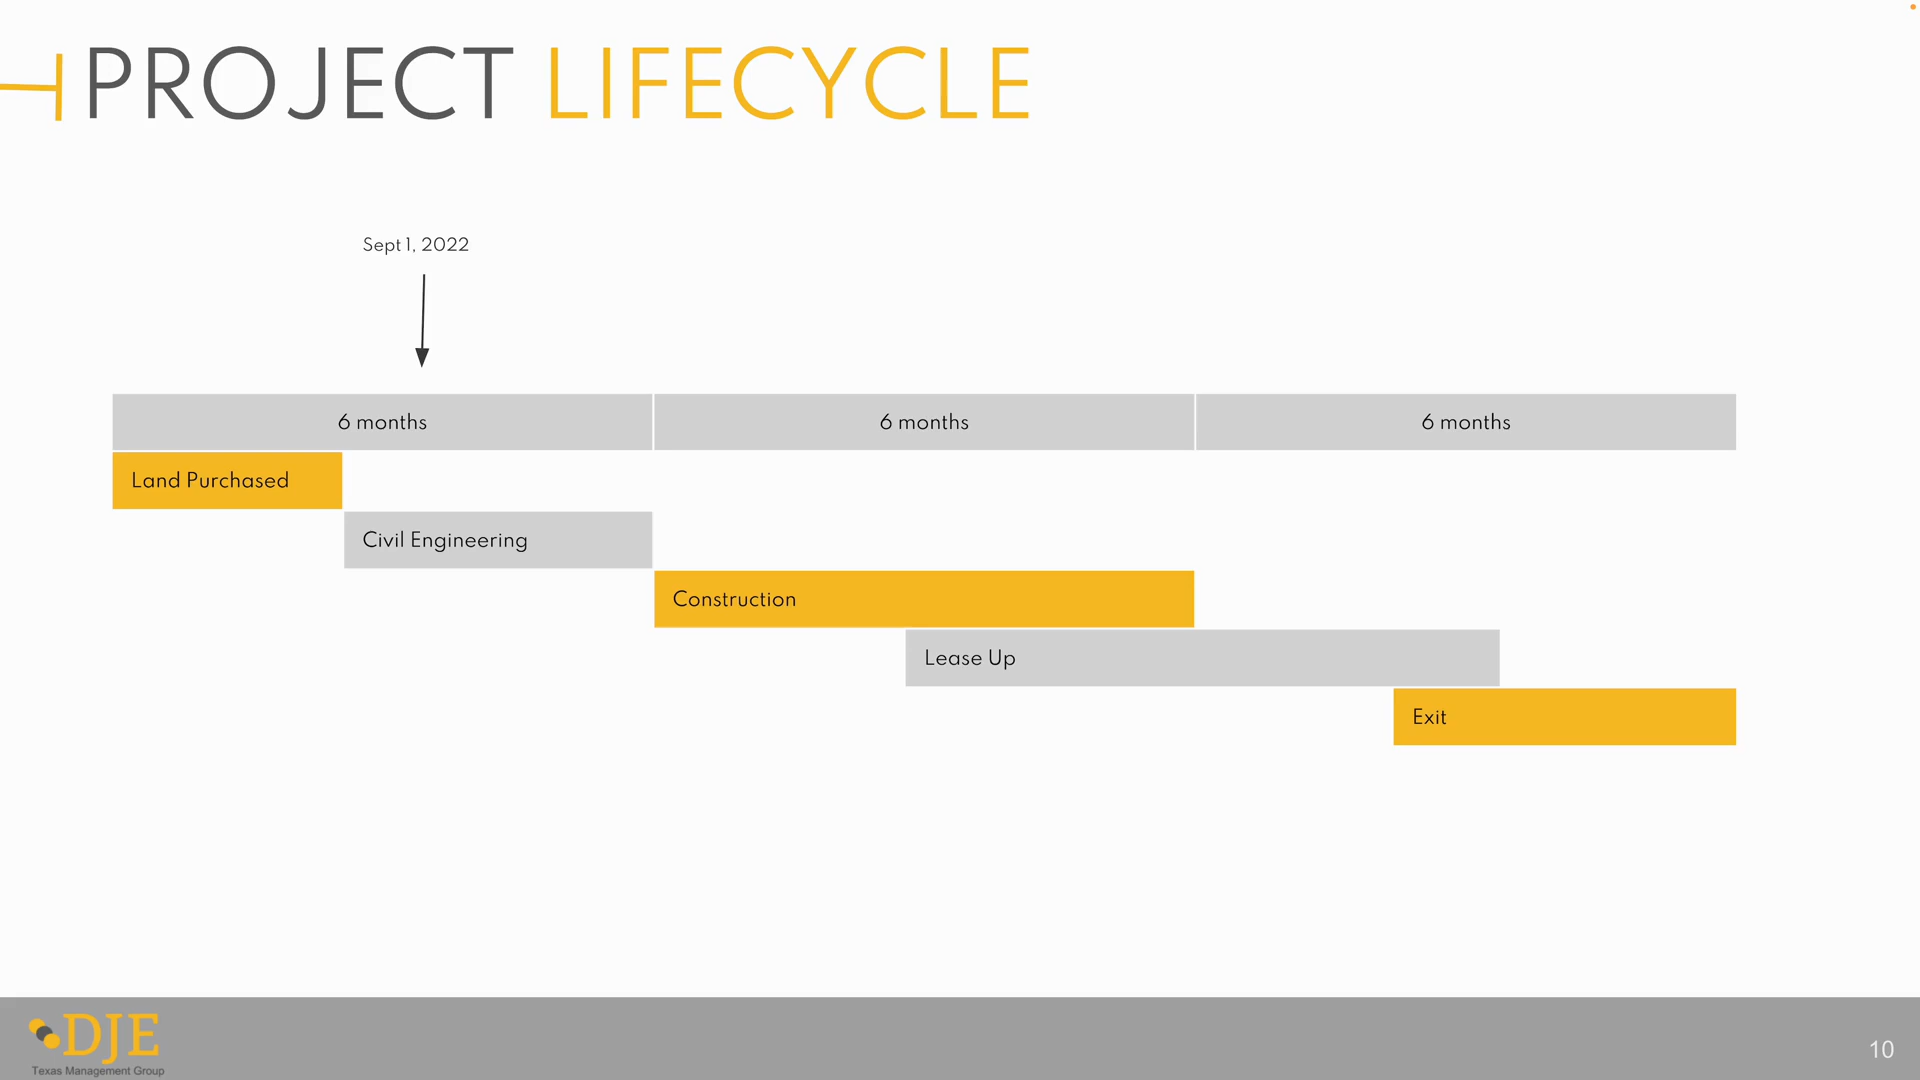 PROJECT LIFECYCLE
Sept 1, 2022
6 months
6 months
6 months
Land Purchased
Civil Engineering
Construction
Lease Up
Exit
DJE
Texas Management Group
10